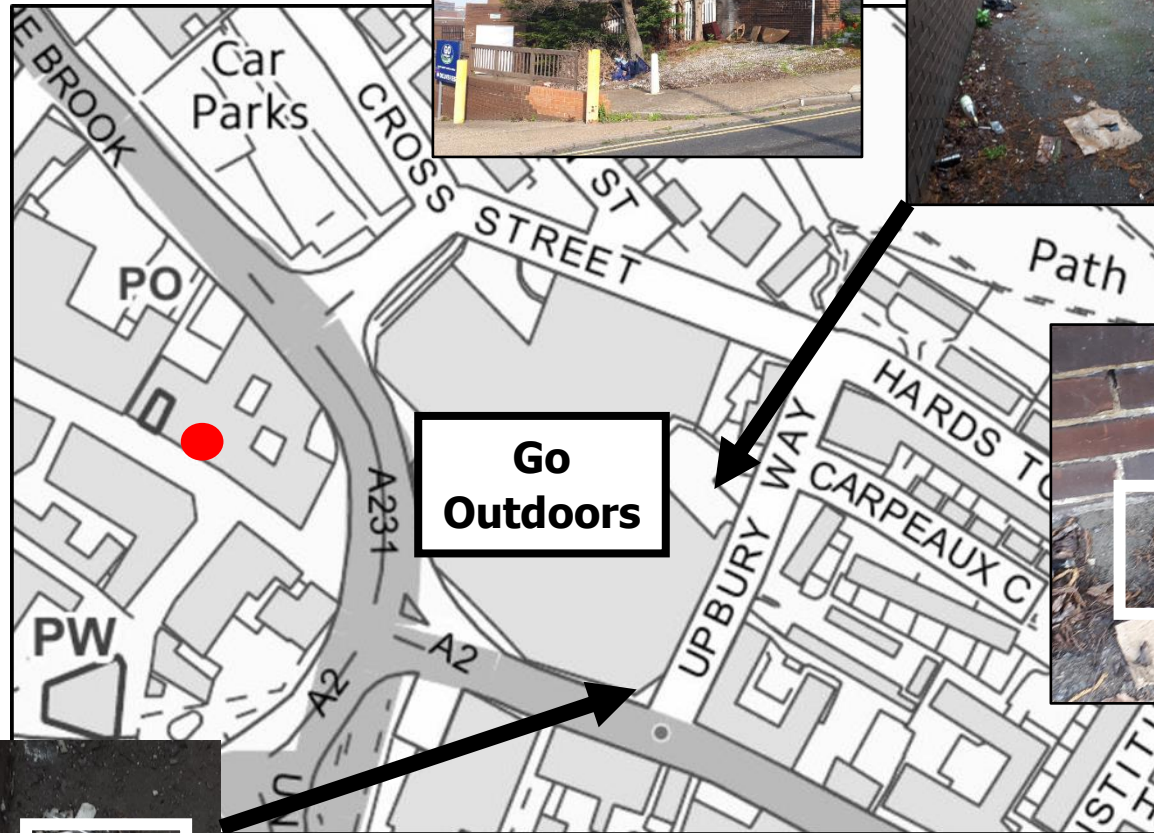 E BROOK
Car
Parks
CROSS STREET
ST
GO
Path
PO
HARDS TO
Go
Outdoors
UPBURY WAY
CARPEAUX C
A231
PW
A2
A2